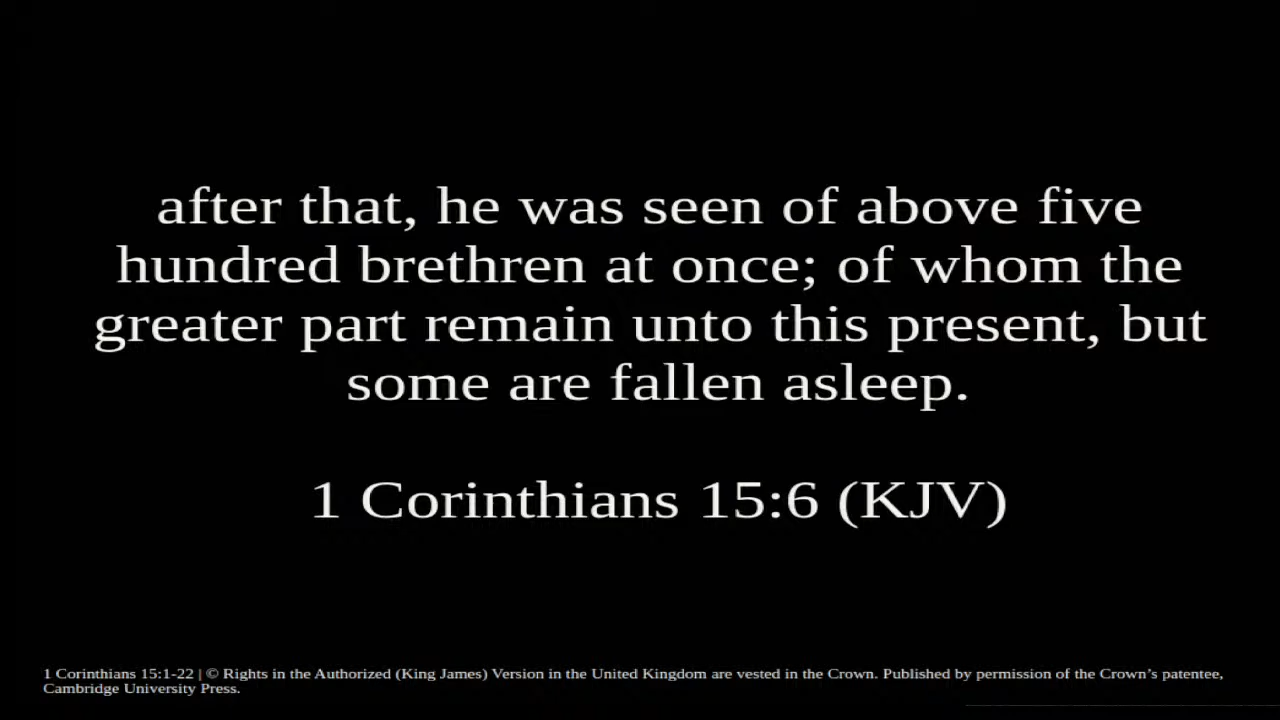 after that, he was seen of above five
hundred brethren at once; of whom the
greater part remain unto this present, but
some are fallen asleep.
1 Corinthians 15:6 (KJV)
1 Corinthians 15:1-22 | © Rights in the Authorized (King James) Version in the United Kingdom are vested in the Crown. Published by permission of the Crown’s patentee,
Cambridge University Press.